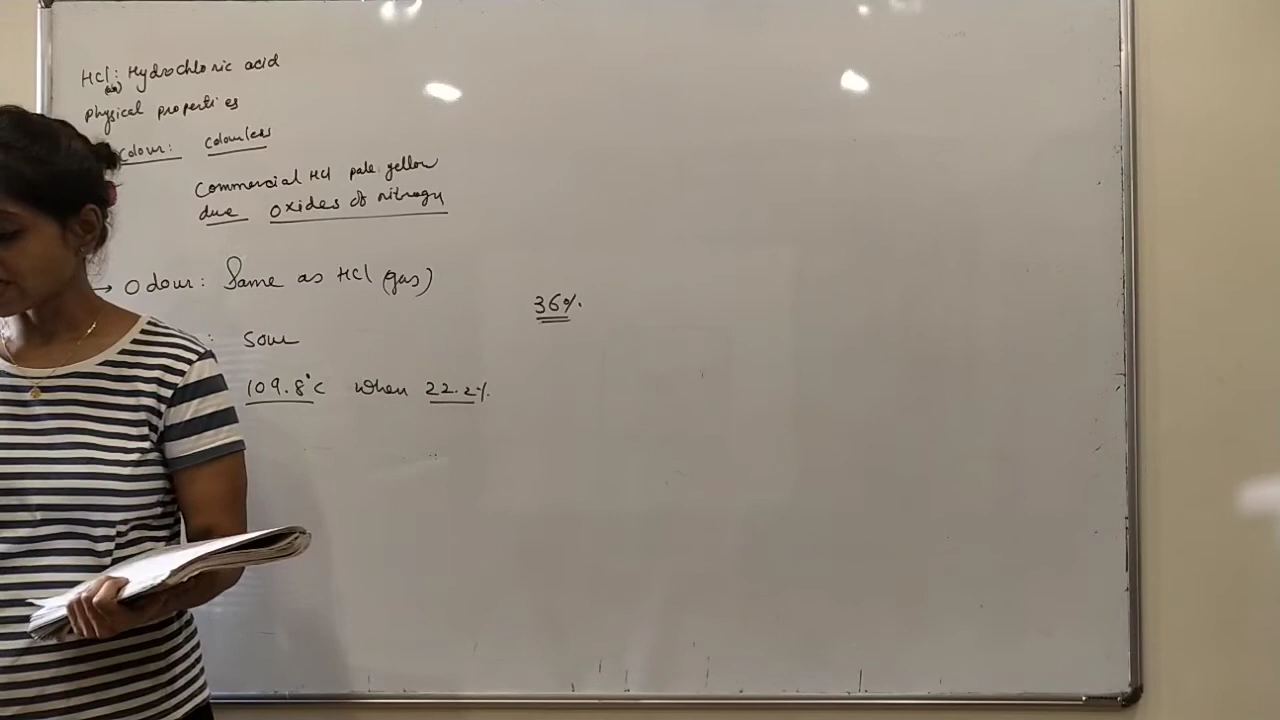 HCl: Hydrochloric acid
(aq)
Physical properties
Colour: Colourless
Commercial HCl pale yellow
due oxides of nitrogen
→ Odour: Same as HCl (gas)
36%
: Sour
109.8°C when 22.2%